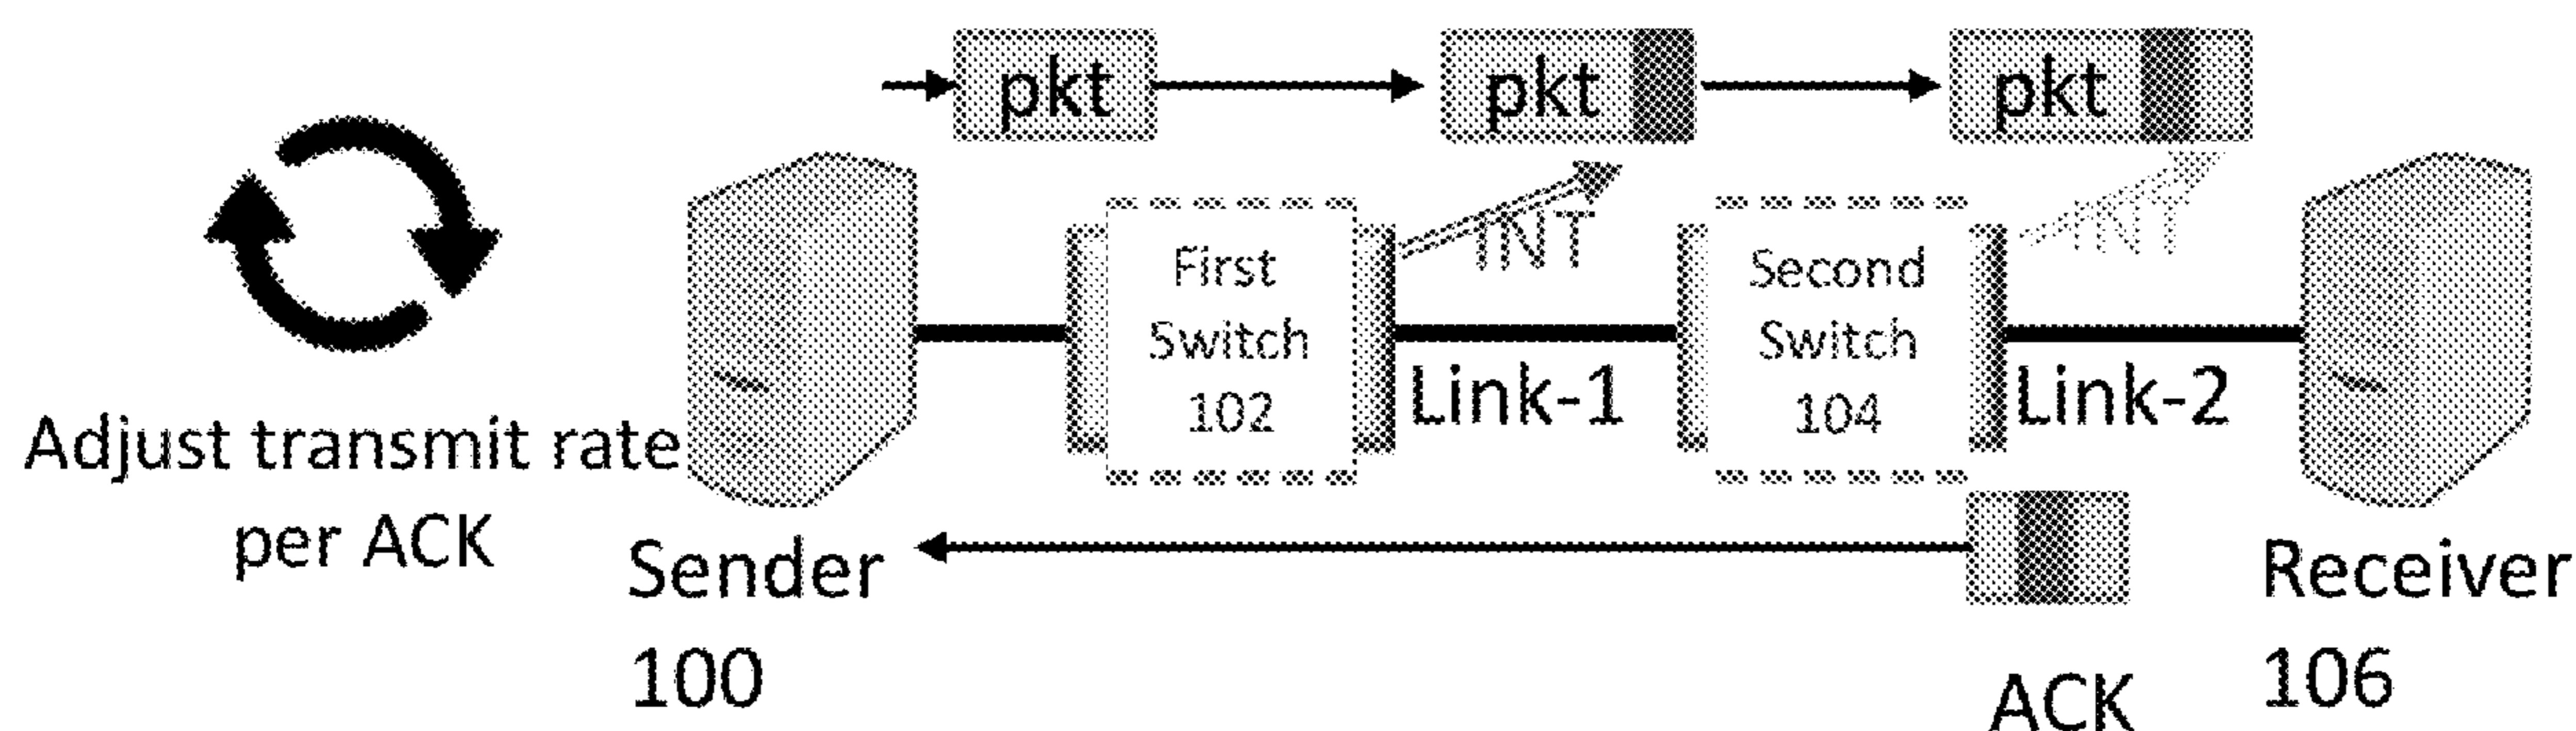 pkt
pkt
pkt
INT
INT
First
Switch
102
Second
Switch
104
Link-1
Link-2
Adjust transmit rate
per ACK
Sender
100
ACK
Receiver
106